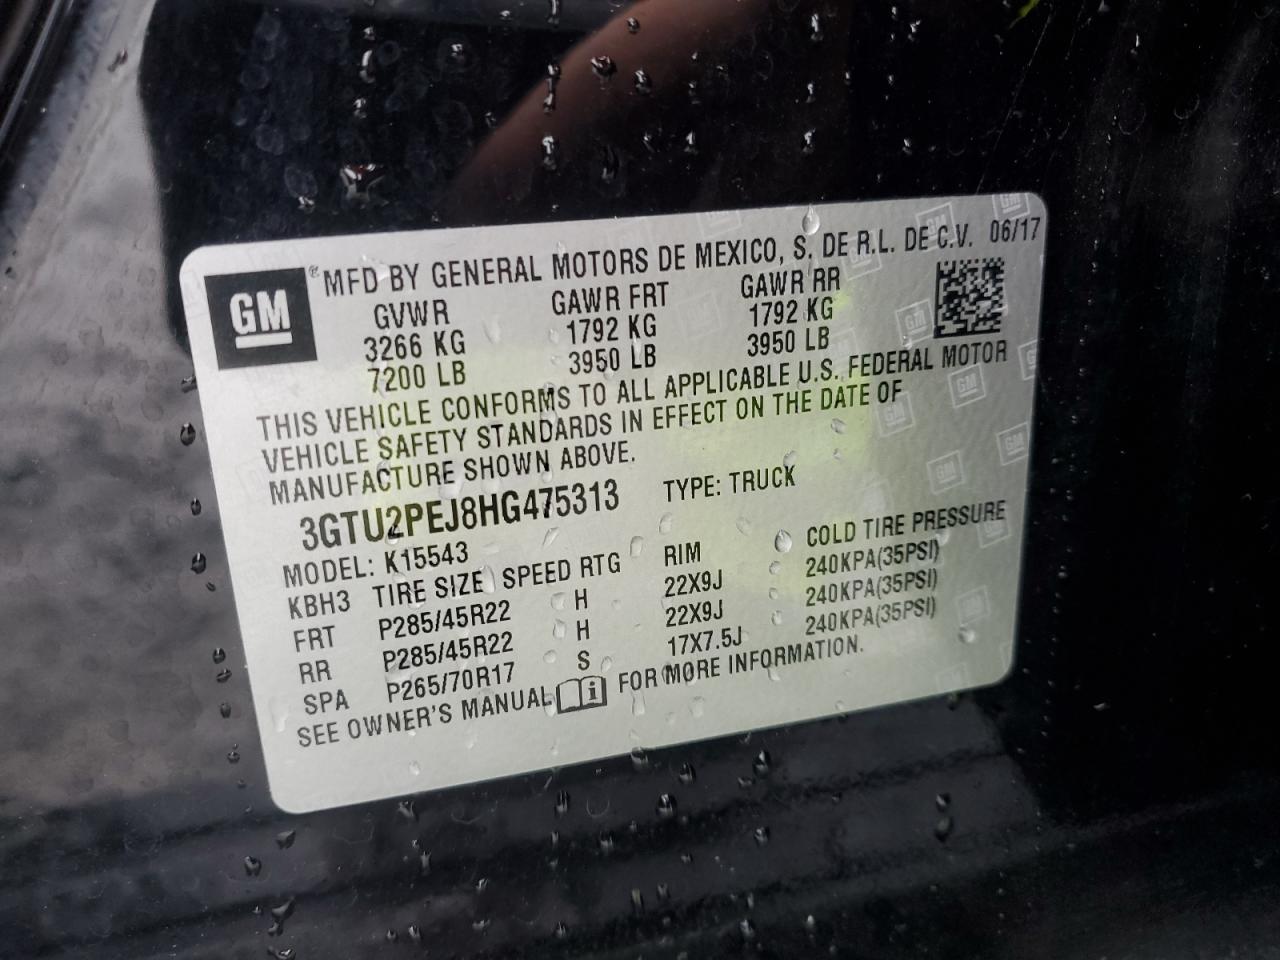 GM ® MFD BY GENERAL MOTORS DE MEXICO, S. DE R.L. DE C.V. 06/17
GVWR GAWR FRT GAWR RR
3266 KG 1792 KG 1792 KG
7200 LB 3950 LB 3950 LB
THIS VEHICLE CONFORMS TO ALL APPLICABLE U.S. FEDERAL MOTOR
VEHICLE SAFETY STANDARDS IN EFFECT ON THE DATE OF
MANUFACTURE SHOWN ABOVE.
3GTU2PEJ8HG475313 TYPE: TRUCK
MODEL: K15543
KBH3 TIRE SIZE SPEED RTG RIM COLD TIRE PRESSURE
FRT P285/45R22 H 22X9J 240KPA(35PSI)
RR P285/45R22 H 22X9J 240KPA(35PSI)
SPA P265/70R17 S 17X7.5J 240KPA(35PSI)
SEE OWNER'S MANUAL i FOR MORE INFORMATION.